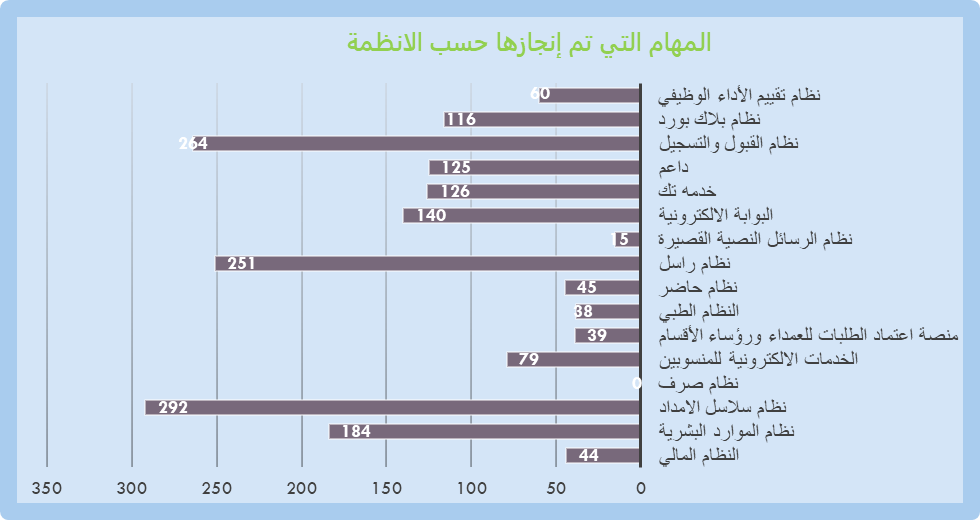 المهام التي تم إنجازها حسب الانظمة
نظام تقييم الأداء الوظيفي 60
نظام بلاك بورد 116
نظام القبول والتسجيل 264
داعم 125
خدمه تك 126
البوابة الالكترونية 140
نظام الرسائل النصية القصيرة 15
نظام راسل 251
نظام حاضر 45
النظام الطبي 38
منصة اعتماد الطلبات للعمداء ورؤساء الأقسام 39
الخدمات الالكترونية للمنسوبين 79
نظام صرف 0
نظام سلاسل الامداد 292
نظام الموارد البشرية 184
النظام المالي 44
350 300 250 200 150 100 50 0